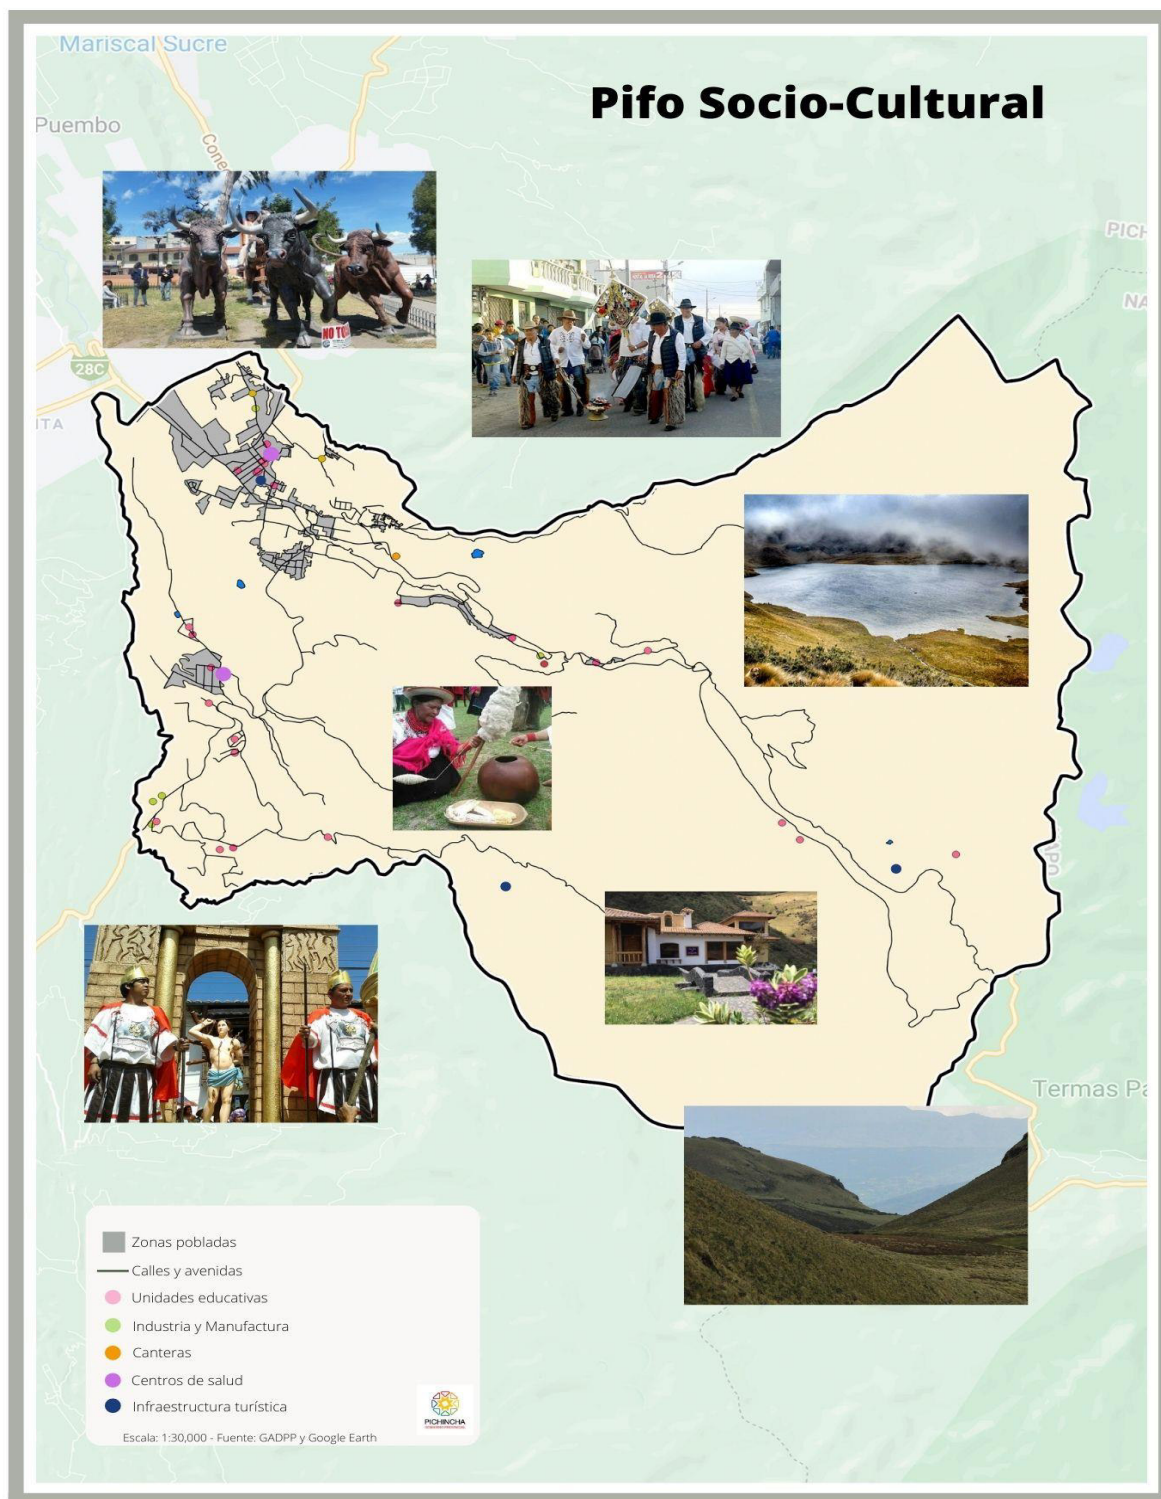 Mariscal Sucre
Pifo Socio-Cultural
Puembo
Cone
PICH
NA
28C
ITA
NO TO
APO
Termas Pa
Zonas pobladas
Calles y avenidas
Unidades educativas
Industria y Manufactura
Canteras
Centros de salud
Infraestructura turística
PICHINCHA
Escala: 1:30,000 - Fuente: GADPP y Google Earth